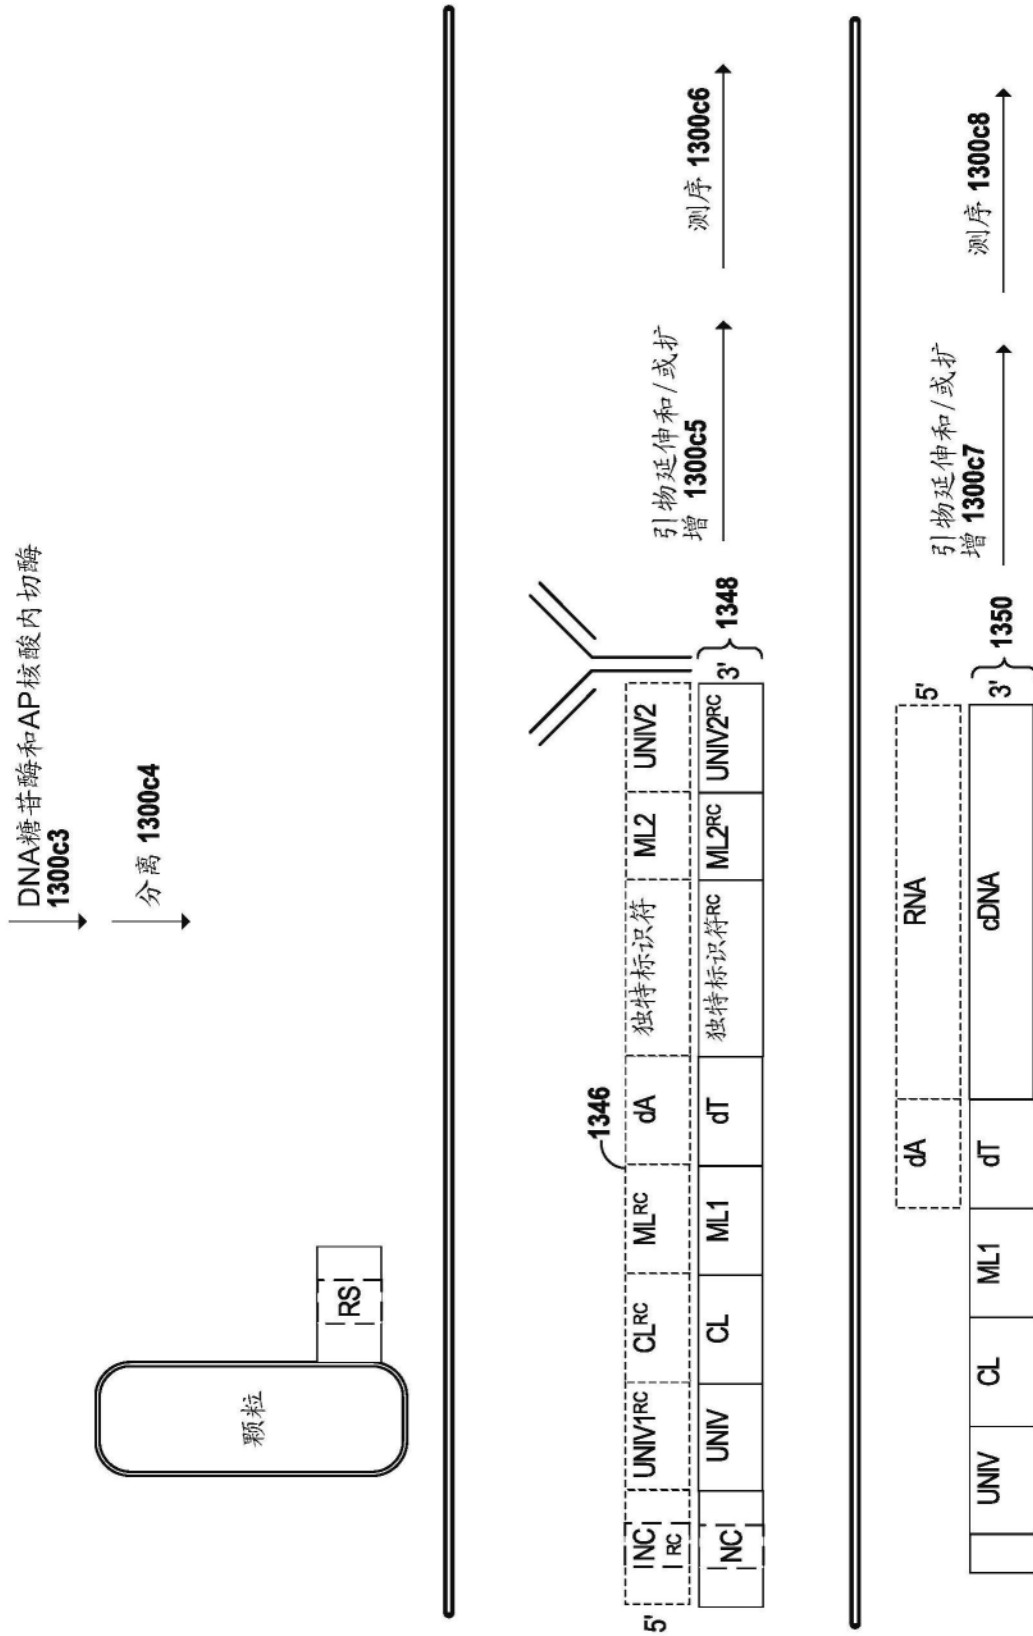 DNA糖苷酶和AP核酸内切酶
1300c3
分离 1300c4
颗粒
RS
1346
5'
NC
RC
UNIV1RC
CLRC
MLRC
dA
独特标识符
ML2
UNIV2
NC
UNIV
CL
ML1
dT
独特标识符RC
ML2RC
UNIV2RC
3'
1348
引物延伸和/或扩
增 1300c5
测序 1300c6
dA
RNA
5'
UNIV
CL
ML1
dT
cDNA
3'
1350
引物延伸和/或扩
增 1300c7
测序 1300c8